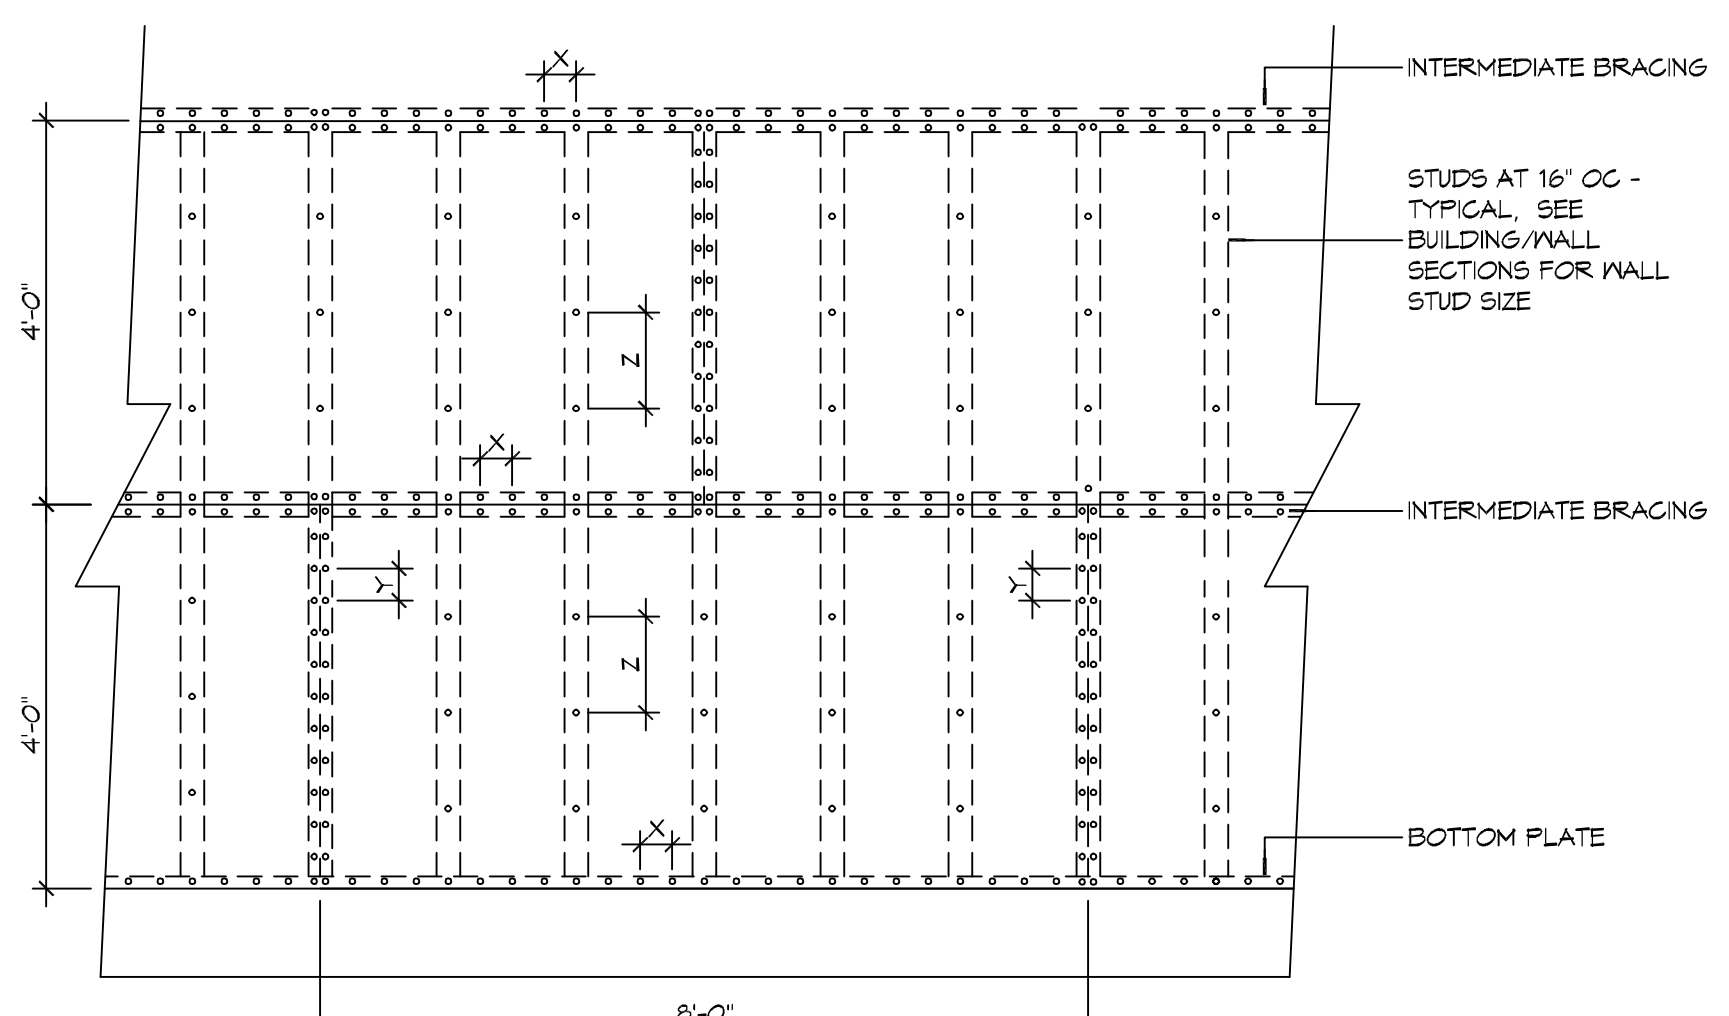 X
INTERMEDIATE BRACING
STUDS AT 16" OC -
TYPICAL, SEE
BUILDING/WALL
SECTIONS FOR WALL
STUD SIZE
4'-0"
Z
X
INTERMEDIATE BRACING
Y
Y
Z
4'-0"
X
BOTTOM PLATE
8'-0"